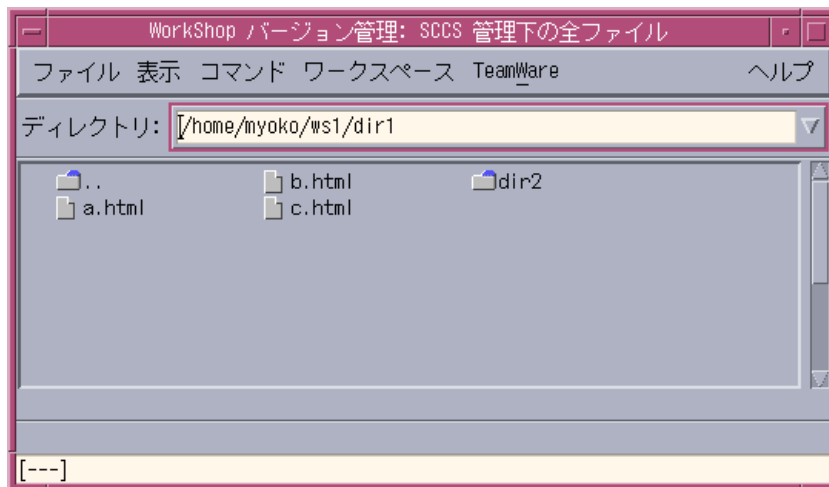 WorkShop バージョン管理: SCCS 管理下の全ファイル
ファイル 表示 コマンド ワークスペース TeamWare ヘルプ
ディレクトリ: /home/myoko/ws1/dir1
.. b.html dir2
a.html c.html
[---]